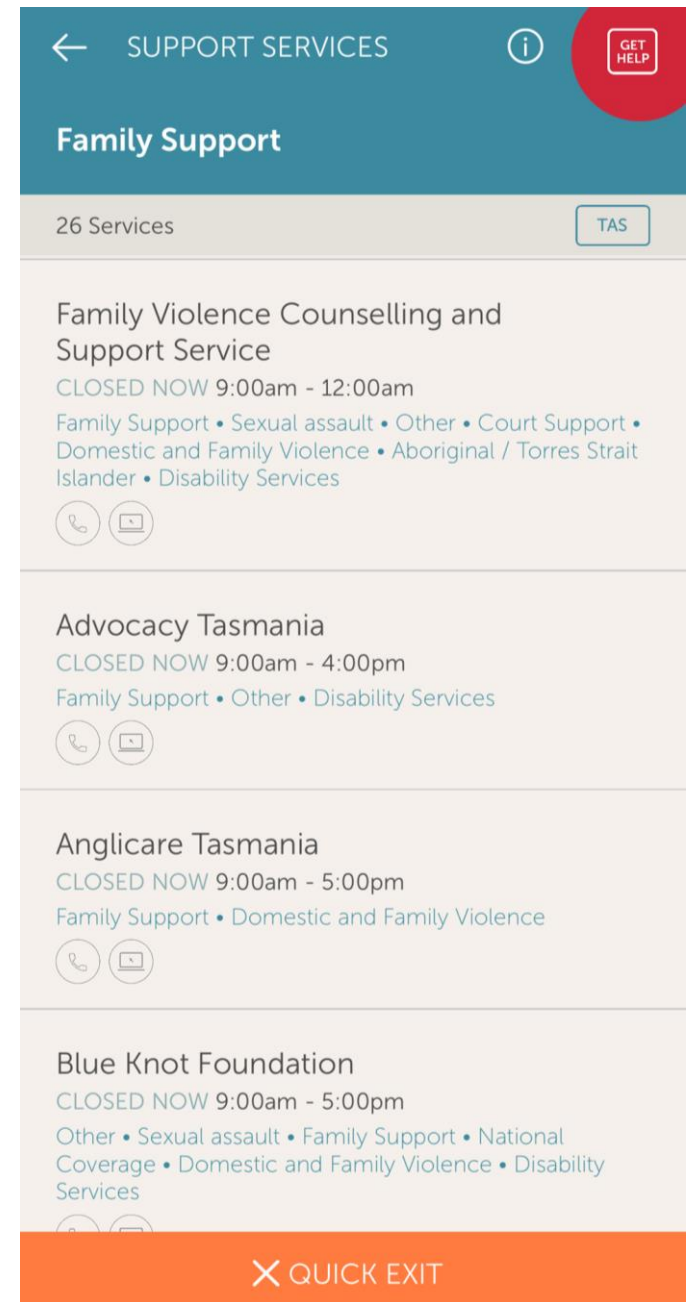 SUPPORT SERVICES
GET
HELP
Family Support
26 Services
TAS
Family Violence Counselling and
Support Service
CLOSED NOW 9:00am - 12:00am
Family Support • Sexual assault • Other • Court Support •
Domestic and Family Violence • Aboriginal / Torres Strait
Islander • Disability Services
Advocacy Tasmania
CLOSED NOW 9:00am - 4:00pm
Family Support • Other • Disability Services
Anglicare Tasmania
CLOSED NOW 9:00am - 5:00pm
Family Support • Domestic and Family Violence
Blue Knot Foundation
CLOSED NOW 9:00am - 5:00pm
Other • Sexual assault • Family Support • National
Coverage • Domestic and Family Violence • Disability
Services
QUICK EXIT